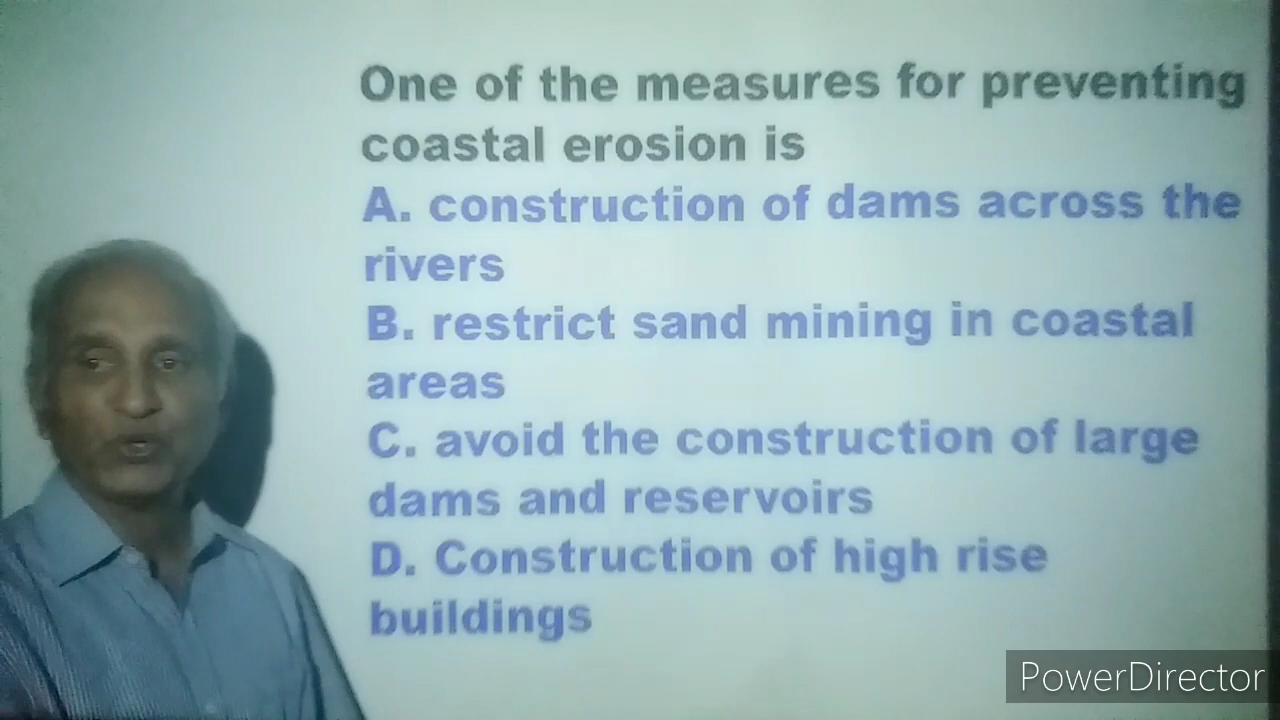 One of the measures for preventing
coastal erosion is
A. construction of dams across the
rivers
B. restrict sand mining in coastal
areas
C. avoid the construction of large
dams and reservoirs
D. Construction of high rise
buildings
PowerDirector